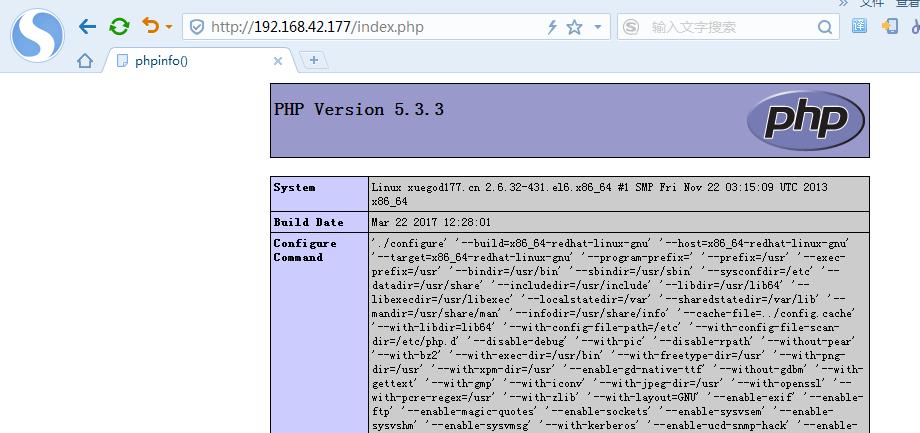 » 文件 查看
http://192.168.42.177/index.php
输入文字搜索
phpinfo()
PHP Version 5.3.3
php
System
Linux xuegod177.cn 2.6.32-431.el6.x86_64 #1 SMP Fri Nov 22 03:15:09 UTC 2013
x86_64
Build Date
Mar 22 2017 12:28:01
Configure
Command
'./configure' '--build=x86_64-redhat-linux-gnu' '--host=x86_64-redhat-linux-gnu'
'--target=x86_64-redhat-linux-gnu' '--program-prefix=' '--prefix=/usr' '--exec-
prefix=/usr' '--bindir=/usr/bin' '--sbindir=/usr/sbin' '--sysconfdir=/etc' '--
datadir=/usr/share' '--includedir=/usr/include' '--libdir=/usr/lib64' '--
libexecdir=/usr/libexec' '--localstatedir=/var' '--sharedstatedir=/var/lib' '--
mandir=/usr/share/man' '--infodir=/usr/share/info' '--cache-file=../config.cache'
'--with-libdir=lib64' '--with-config-file-path=/etc' '--with-config-file-scan-
dir=/etc/php.d' '--disable-debug' '--with-pic' '--disable-rpath' '--without-pear'
'--with-bz2' '--with-exec-dir=/usr/bin' '--with-freetype-dir=/usr' '--with-png-
dir=/usr' '--with-xpm-dir=/usr' '--enable-gd-native-ttf' '--without-gdbm' '--with-
gettext' '--with-gmp' '--with-iconv' '--with-jpeg-dir=/usr' '--with-openssl' '--
with-pcre-regex=/usr' '--with-zlib' '--with-layout=GNU' '--enable-exif' '--enable-
ftp' '--enable-magic-quotes' '--enable-sockets' '--enable-sysvsem' '--enable-
sysvshm' '--enable-sysvmsg' '--with-kerberos' '--enable-ucd-snmp-hack' '--enable-